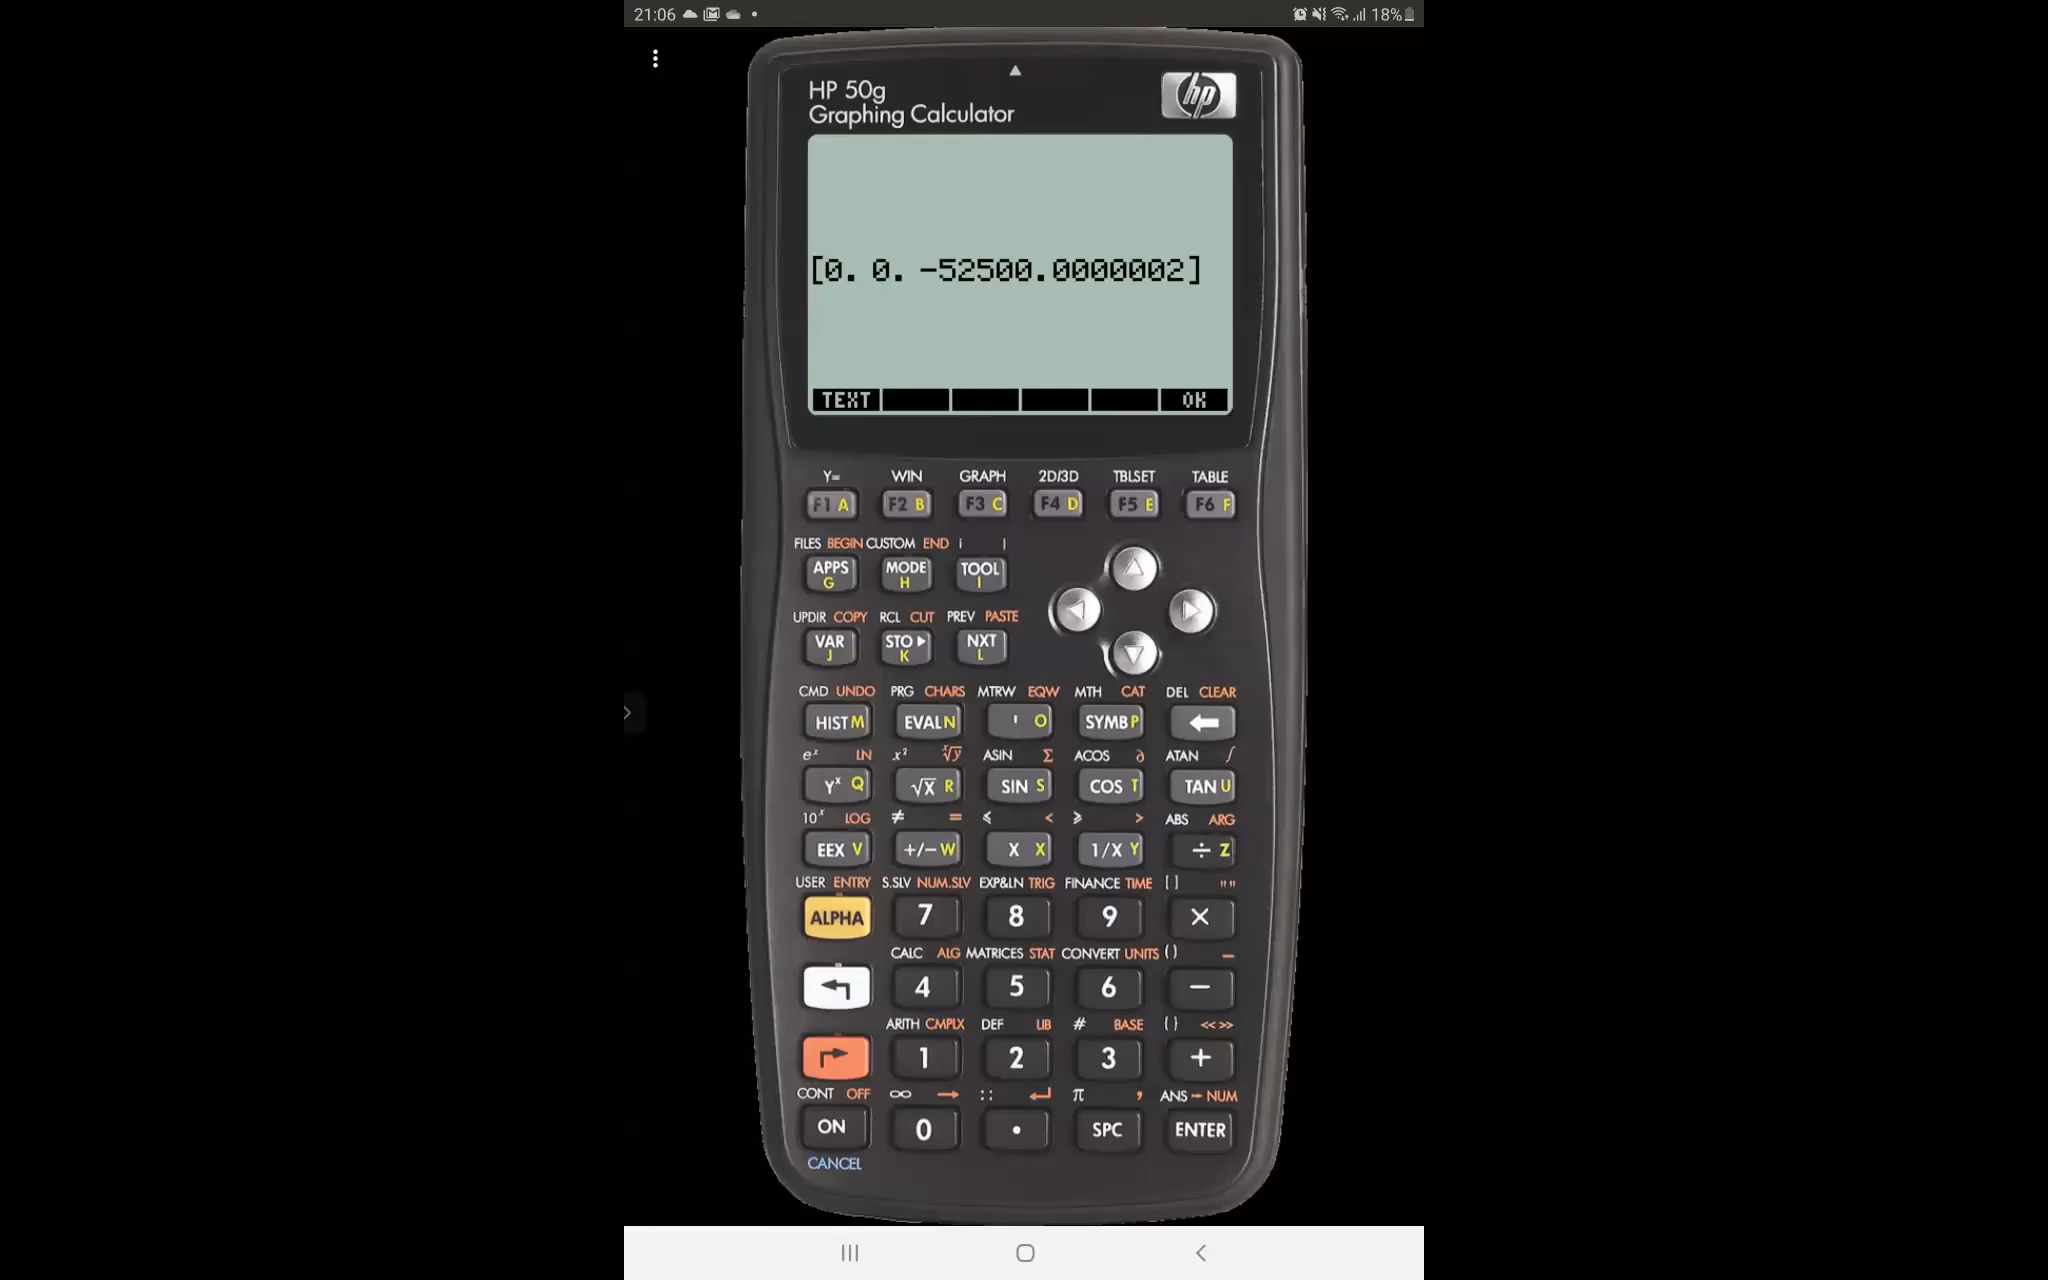 21:06 18%
HP 50g
Graphing Calculator
hp
[0. 0. -52500.0000002]
TEXT OK
Y= WIN GRAPH 2D/3D TBLSET TABLE
F1 A F2 B F3 C F4 D F5 E F6 F
FILES BEGIN CUSTOM END i |
APPS G MODE H TOOL I
UPDIR COPY RCL CUT PREV PASTE
VAR J STO▶ K NXT L
CMD UNDO PRG CHARS MTRW EQW MTH CAT DEL CLEAR
HIST M EVAL N ' O SYMB P
eˣ LN x² ˣ√y ASIN Σ ACOS ∂ ATAN ∫
Yˣ Q √X R SIN S COS T TAN U
10ˣ LOG ≠ = ≤ < ≥ > ABS ARG
EEX V +/− W X X 1/X Y ÷ Z
USER ENTRY S.SLV NUM.SLV EXP&LN TRIG FINANCE TIME [ ] " "
ALPHA 7 8 9 ×
CALC ALG MATRICES STAT CONVERT UNITS ( ) _
4 5 6 −
ARITH CMPLX DEF LIB # BASE { } << >>
1 2 3 +
CONT OFF ∞ → : : ↵ π , ANS →NUM
ON 0 . SPC ENTER
CANCEL